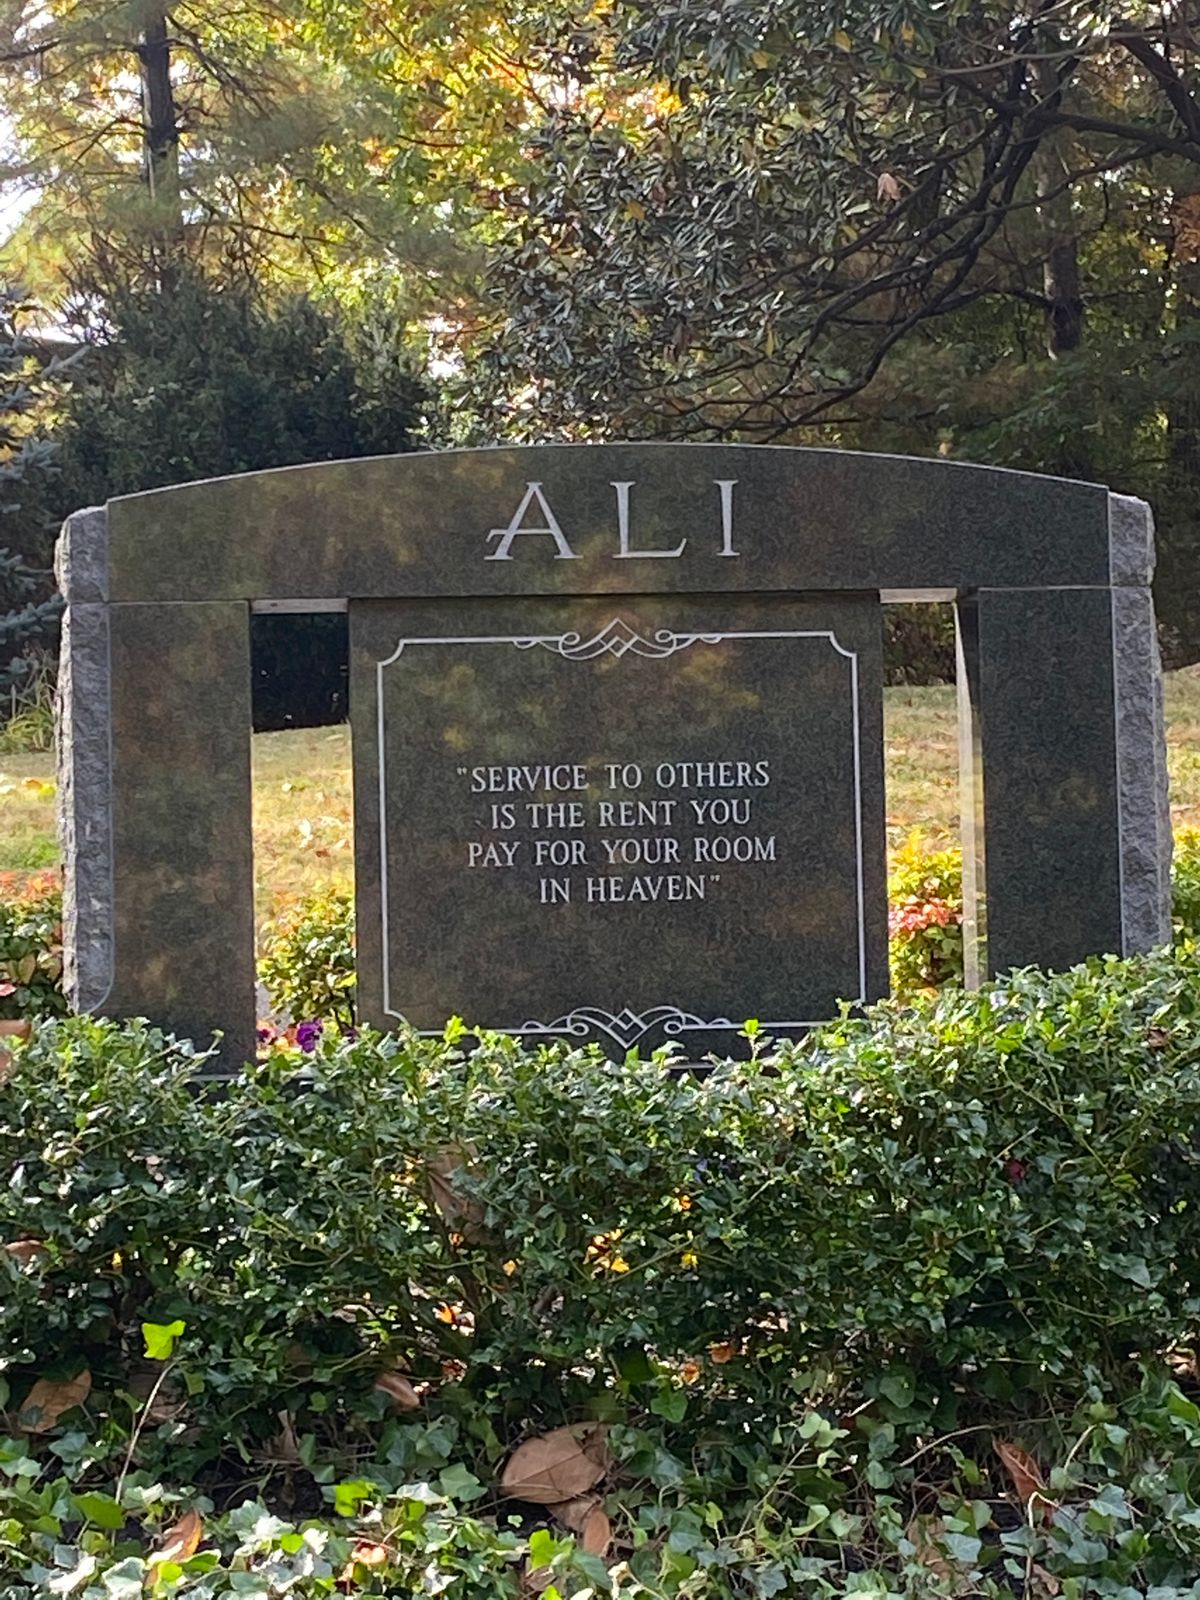 ALI
"SERVICE TO OTHERS
IS THE RENT YOU
PAY FOR YOUR ROOM
IN HEAVEN"